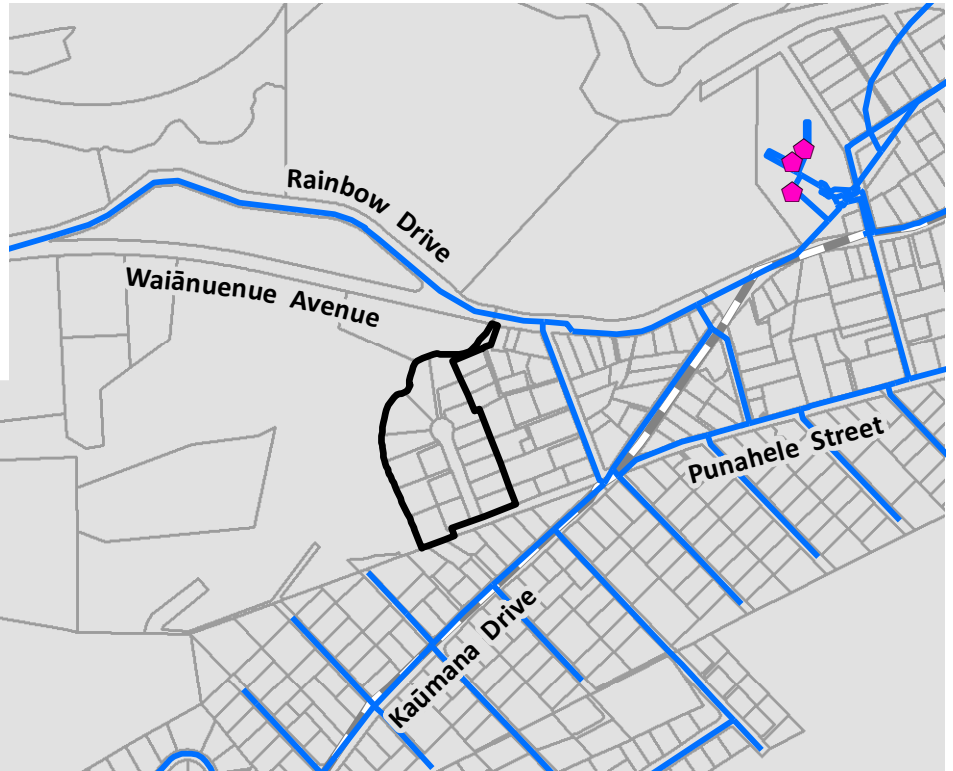 Rainbow Drive
Waiānuenue Avenue
Punahele Street
Kaūmana Drive